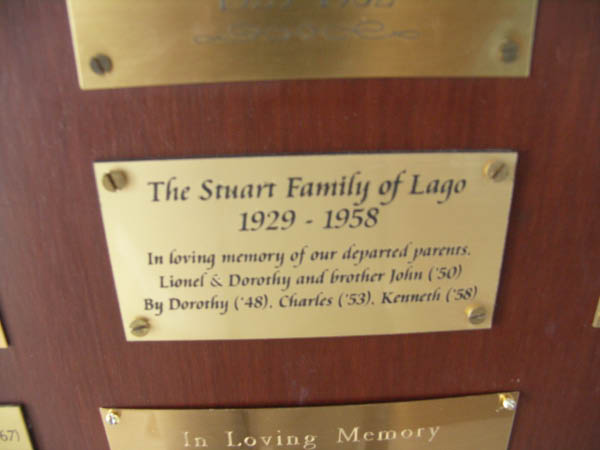 The Stuart Family of Lago
1929 - 1958
In loving memory of our departed parents,
Lionel & Dorothy and brother John ('50)
By Dorothy ('48), Charles ('53), Kenneth ('58)
67)
In Loving Memory